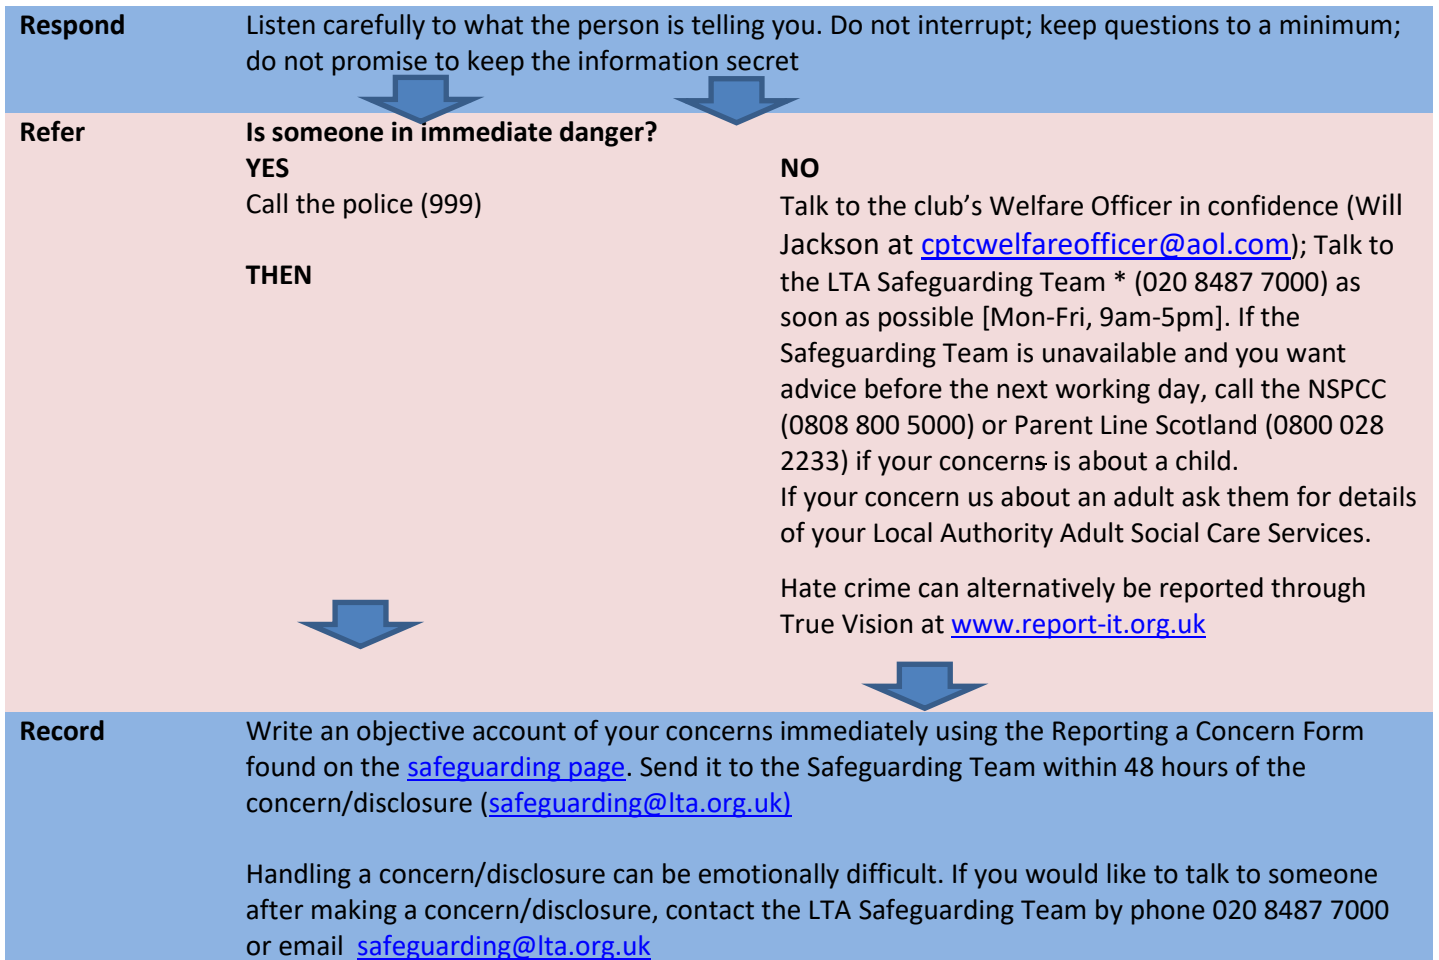 Respond
Listen carefully to what the person is telling you. Do not interrupt; keep questions to a minimum;
do not promise to keep the information secret
Refer
Is someone in immediate danger?
YES
Call the police (999)
THEN
NO
Talk to the club’s Welfare Officer in confidence (Will
Jackson at cptcwelfareofficer@aol.com); Talk to
the LTA Safeguarding Team * (020 8487 7000) as
soon as possible [Mon-Fri, 9am-5pm]. If the
Safeguarding Team is unavailable and you want
advice before the next working day, call the NSPCC
(0808 800 5000) or Parent Line Scotland (0800 028
2233) if your concerns is about a child.
If your concern us about an adult ask them for details
of your Local Authority Adult Social Care Services.
Hate crime can alternatively be reported through
True Vision at www.report-it.org.uk
Record
Write an objective account of your concerns immediately using the Reporting a Concern Form
found on the safeguarding page. Send it to the Safeguarding Team within 48 hours of the
concern/disclosure (safeguarding@lta.org.uk)
Handling a concern/disclosure can be emotionally difficult. If you would like to talk to someone
after making a concern/disclosure, contact the LTA Safeguarding Team by phone 020 8487 7000
or email safeguarding@lta.org.uk